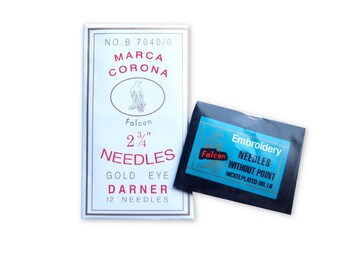 NO.B 7040/0
MARCA
CORONA
Falcon
2 3/4"
NEEDLES
GOLD EYE
DARNER
12 NEEDLES
Embroidery
Falcon
NEEDLES
WITHOUT POINT
NICKELPLATED NO.18